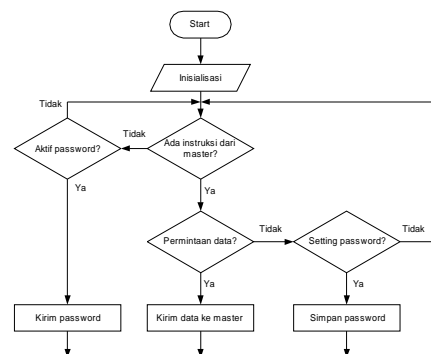 Start
Inisialisasi
Tidak
Aktif password?
Tidak
Ada instruksi dari
master?
Ya
Ya
Permintaan data?
Tidak
Setting password?
Tidak
Ya
Ya
Kirim password
Kirim data ke master
Simpan password